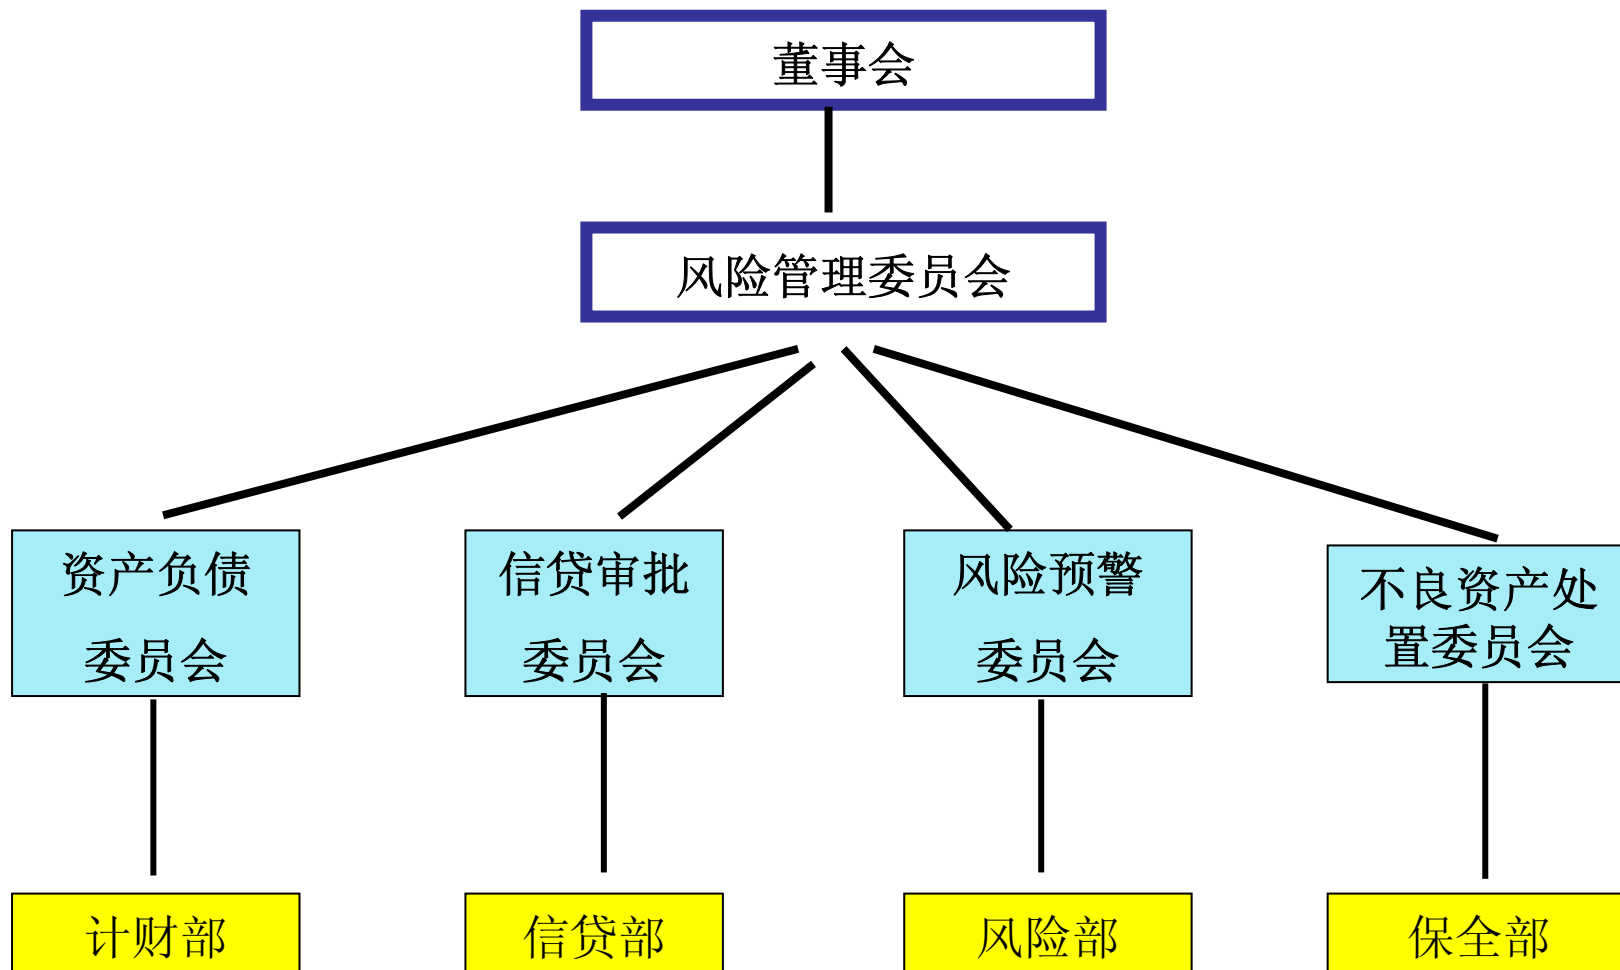 董事会
风险管理委员会
资产负债
委员会
信贷审批
委员会
风险预警
委员会
不良资产处
置委员会
计财部
信贷部
风险部
保全部